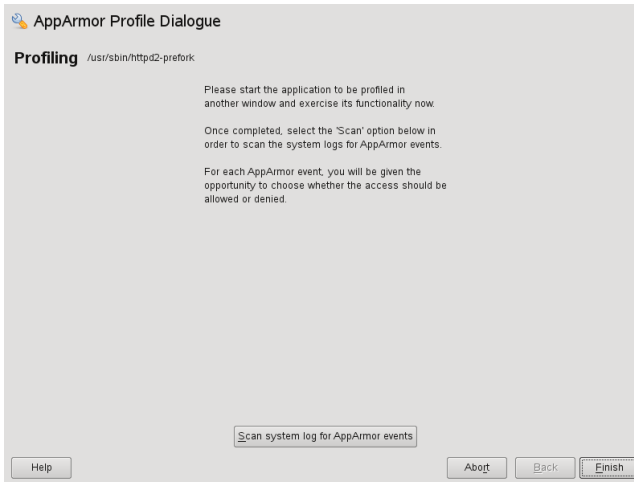 AppArmor Profile Dialogue
Profiling /usr/sbin/httpd2-prefork
Please start the application to be profiled in
another window and exercise its functionality now.
Once completed, select the 'Scan' option below in
order to scan the system logs for AppArmor events.
For each AppArmor event, you will be given the
opportunity to choose whether the access should be
allowed or denied.
Scan system log for AppArmor events
Help Abort Back Finish